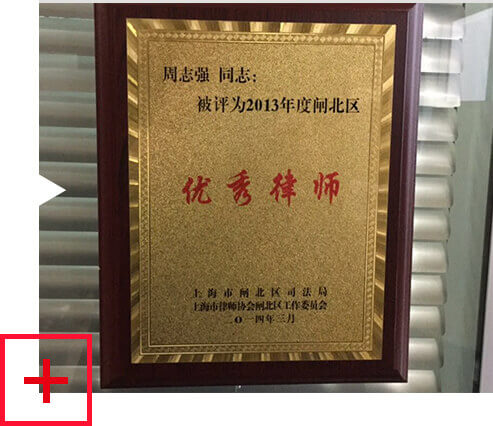 周志强 同志：
被评为2013年度闸北区
优秀律师
上海市闸北区司法局
上海市律师协会闸北区工作委员会
二〇一四年三月